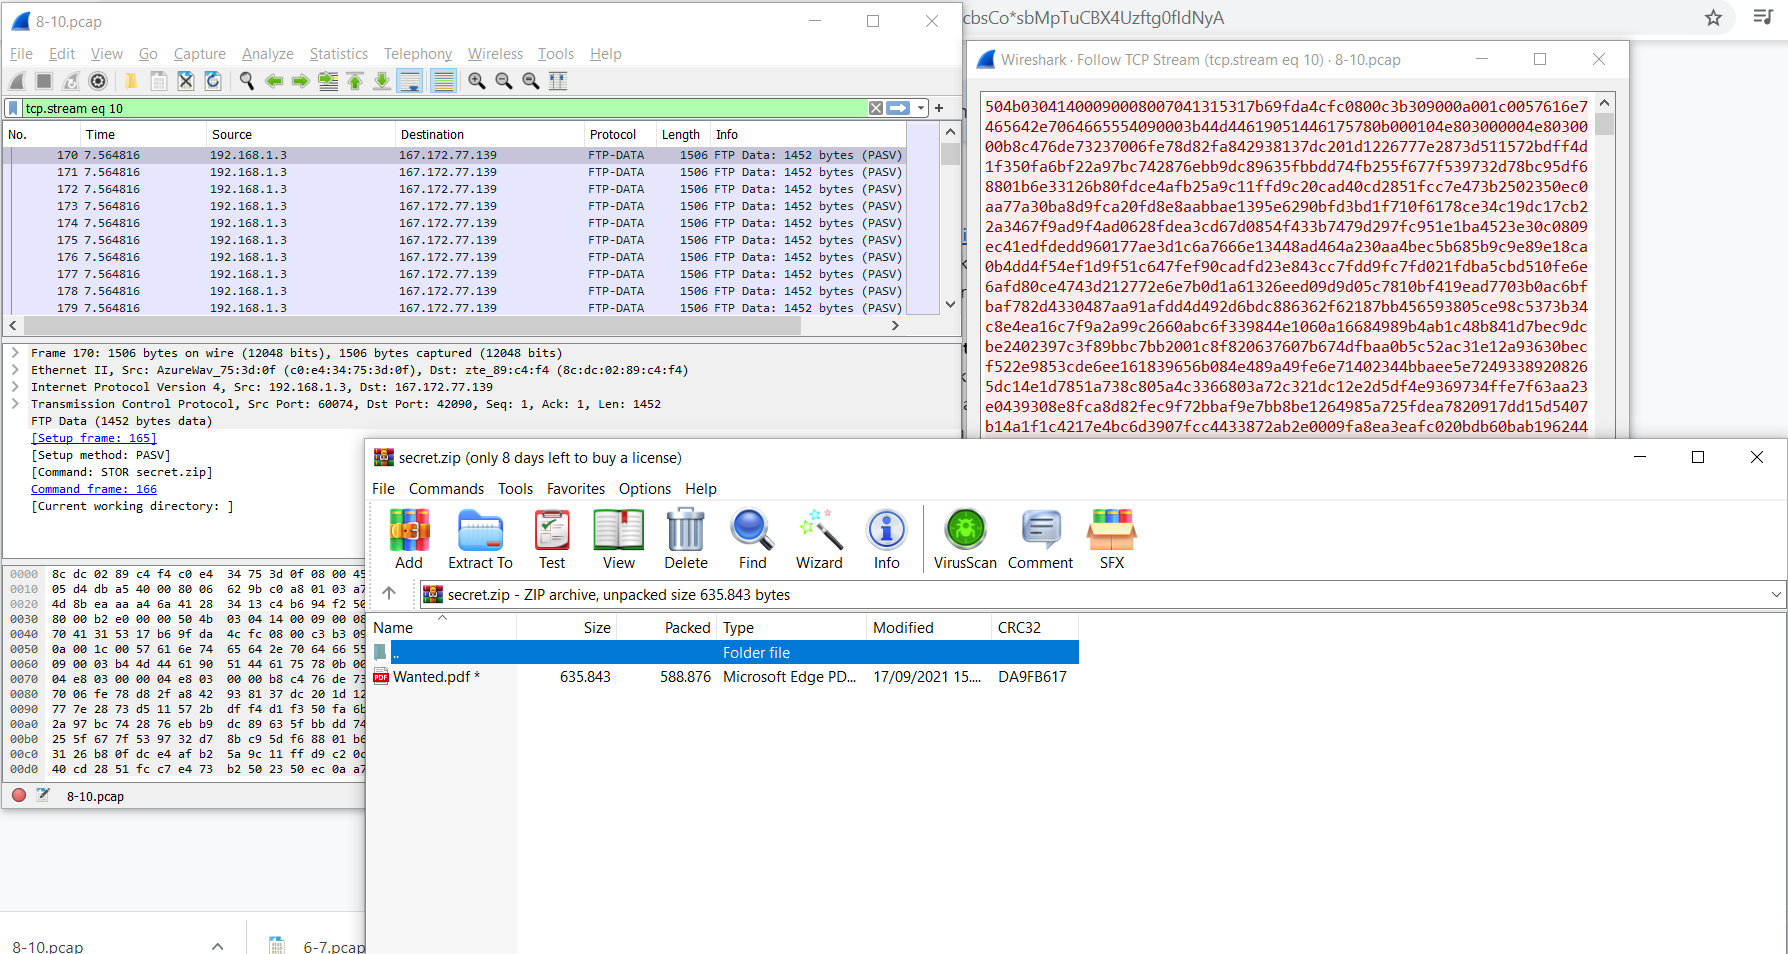 8-10.pcap
File Edit View Go Capture Analyze Statistics Telephony Wireless Tools Help
tcp.stream eq 10
No. Time Source Destination Protocol Length Info
170 7.564816 192.168.1.3 167.172.77.139 FTP-DATA 1506 FTP Data: 1452 bytes (PASV)
171 7.564816 192.168.1.3 167.172.77.139 FTP-DATA 1506 FTP Data: 1452 bytes (PASV)
172 7.564816 192.168.1.3 167.172.77.139 FTP-DATA 1506 FTP Data: 1452 bytes (PASV)
173 7.564816 192.168.1.3 167.172.77.139 FTP-DATA 1506 FTP Data: 1452 bytes (PASV)
174 7.564816 192.168.1.3 167.172.77.139 FTP-DATA 1506 FTP Data: 1452 bytes (PASV)
175 7.564816 192.168.1.3 167.172.77.139 FTP-DATA 1506 FTP Data: 1452 bytes (PASV)
176 7.564816 192.168.1.3 167.172.77.139 FTP-DATA 1506 FTP Data: 1452 bytes (PASV)
177 7.564816 192.168.1.3 167.172.77.139 FTP-DATA 1506 FTP Data: 1452 bytes (PASV)
178 7.564816 192.168.1.3 167.172.77.139 FTP-DATA 1506 FTP Data: 1452 bytes (PASV)
179 7.564816 192.168.1.3 167.172.77.139 FTP-DATA 1506 FTP Data: 1452 bytes (PASV)
Frame 170: 1506 bytes on wire (12048 bits), 1506 bytes captured (12048 bits)
Ethernet II, Src: AzureWav_75:3d:0f (c0:e4:34:75:3d:0f), Dst: zte_89:c4:f4 (8c:dc:02:89:c4:f4)
Internet Protocol Version 4, Src: 192.168.1.3, Dst: 167.172.77.139
Transmission Control Protocol, Src Port: 60074, Dst Port: 42090, Seq: 1, Ack: 1, Len: 1452
FTP Data (1452 bytes data)
[Setup frame: 165]
[Setup method: PASV]
[Command: STOR secret.zip]
Command frame: 166
[Current working directory: ]
0000 8c dc 02 89 c4 f4 c0 e4 34 75 3d 0f 08 00 45
0010 05 d4 db a5 40 00 80 06 62 9b c0 a8 01 03 a7
0020 4d 8b ea aa a4 6a 41 28 34 13 c4 b6 94 f2 50
0030 80 00 b2 e0 00 00 50 4b 03 04 14 00 09 00 08
0040 70 41 31 53 17 b6 9f da 4c fc 08 00 c3 b3 09
0050 0a 00 1c 00 57 61 6e 74 65 64 2e 70 64 66 55
0060 09 00 03 b4 4d 44 61 90 51 44 61 75 78 0b 00
0070 04 e8 03 00 00 04 e8 03 00 00 b8 c4 76 de 73
0080 70 06 fe 78 d8 2f a8 42 93 81 37 dc 20 1d 12
0090 77 7e 28 73 d5 11 57 2b df f4 d1 f3 50 fa 6b
00a0 2a 97 bc 74 28 76 eb b9 dc 89 63 5f bb dd 74
00b0 25 5f 67 7f 53 97 32 d7 8b c9 5d f6 88 01 b6
00c0 31 26 b8 0f dc e4 af b2 5a 9c 11 ff d9 c2 0c
00d0 40 cd 28 51 fc c7 e4 73 b2 50 23 50 ec 0a a7
8-10.pcap
8-10.pcap 6-7.pcap
cbsCo*sbMpTuCBX4Uzftg0fIdNyA
Wireshark · Follow TCP Stream (tcp.stream eq 10) · 8-10.pcap
504b03041400090008007041315317b69fda4cfc0800c3b309000a001c0057616e7
465642e7064665554090003b44d44619051446175780b000104e803000004e80300
00b8c476de73237006fe78d82fa842938137dc201d1226777e2873d511572bdff4d
1f350fa6bf22a97bc742876ebb9dc89635fbbdd74fb255f677f539732d78bc95df6
8801b6e33126b80fdce4afb25a9c11ffd9c20cad40cd2851fcc7e473b2502350ec0
aa77a30ba8d9fca20fd8e8aabbae1395e6290bfd3bd1f710f6178ce34c19dc17cb2
2a3467f9ad9f4ad0628fdea3cd67d0854f433b7479d297fc951e1ba4523e30c0809
ec41edfdedd960177ae3d1c6a7666e13448ad464a230aa4bec5b685b9c9e89e18ca
0b4dd4f54ef1d9f51c647fef90cadfd23e843cc7fdd9fc7fd021fdba5cbd510fe6e
6afd80ce4743d212772e6e7b0d1a61326eed09d9d05c7810bf419ead7703b0ac6bf
baf782d4330487aa91afdd4d492d6bdc886362f62187bb456593805ce98c5373b34
c8e4ea16c7f9a2a99c2660abc6f339844e1060a16684989b4ab1c48b841d7bec9dc
be2402397c3f89bbc7bb2001c8f820637607b674dfbaa0b5c52ac31e12a93630bec
f522e9853cde6ee161839656b084e489a49fe6e71402344bbaee5e7249338920826
5dc14e1d7851a738c805a4c3366803a72c321dc12e2d5df4e9369734ffe7f63aa23
e0439308e8fca8d82fec9f72bbaf9e7bb8be1264985a725fdea7820917dd15d5407
b14a1f1c4217e4bc6d3907fcc4433872ab2e0009fa8ea3eafc020bdb60bab196244
secret.zip (only 8 days left to buy a license)
File Commands Tools Favorites Options Help
Add Extract To Test View Delete Find Wizard Info VirusScan Comment SFX
secret.zip - ZIP archive, unpacked size 635.843 bytes
Name Size Packed Type Modified CRC32
.. Folder file
PDF Wanted.pdf * 635.843 588.876 Microsoft Edge PD... 17/09/2021 15.... DA9FB617